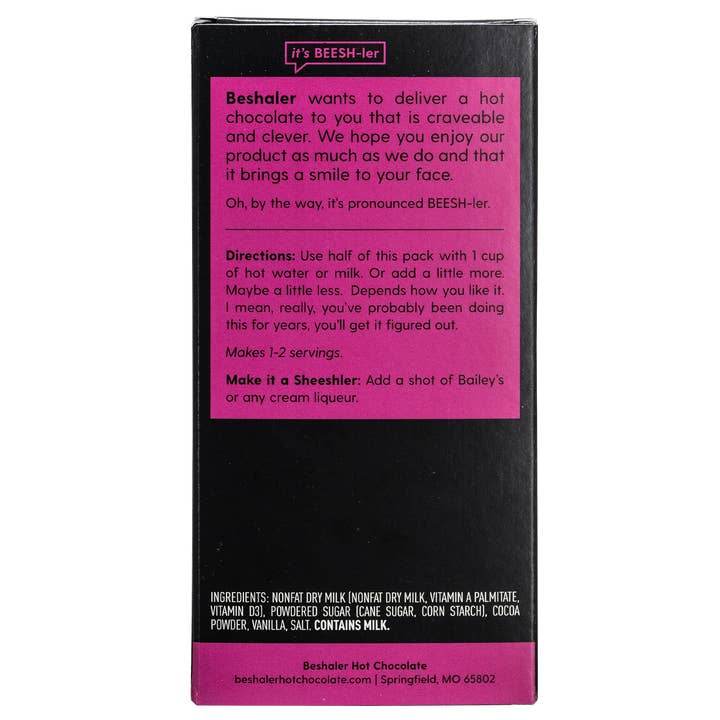 it's BEESH-ler
Beshaler wants to deliver a hot
chocolate to you that is craveable
and clever. We hope you enjoy our
product as much as we do and that
it brings a smile to your face.
Oh, by the way, it's pronounced BEESH-ler.
Directions: Use half of this pack with 1 cup
of hot water or milk. Or add a little more.
Maybe a little less. Depends how you like it.
I mean, really, you've probably been doing
this for years, you'll get it figured out.
Makes 1-2 servings.
Make it a Sheeshler: Add a shot of Bailey's
or any cream liqueur.
INGREDIENTS: NONFAT DRY MILK (NONFAT DRY MILK, VITAMIN A PALMITATE,
VITAMIN D3), POWDERED SUGAR (CANE SUGAR, CORN STARCH), COCOA
POWDER, VANILLA, SALT. CONTAINS MILK.
Beshaler Hot Chocolate
beshalerhotchocolate.com | Springfield, MO 65802